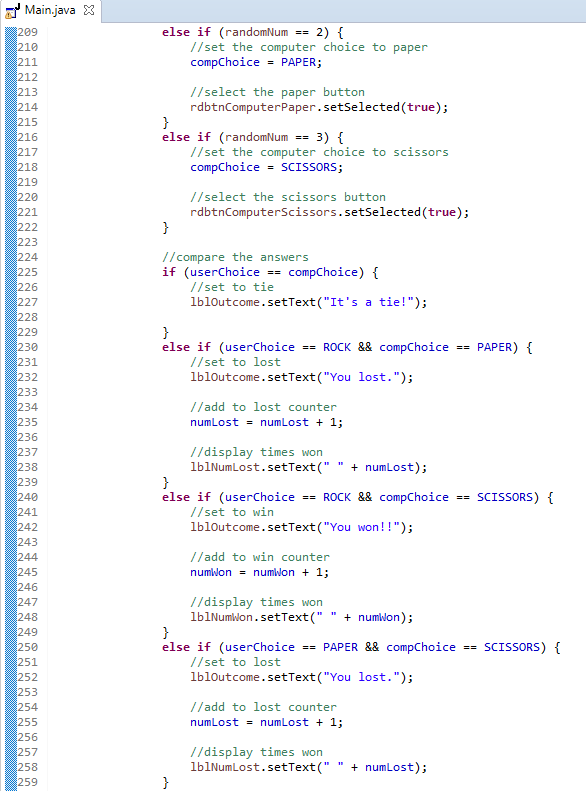 Main.java
209 else if (randomNum == 2) {
210 //set the computer choice to paper
211 compChoice = PAPER;
212
213 //select the paper button
214 rdbtnComputerPaper.setSelected(true);
215 }
216 else if (randomNum == 3) {
217 //set the computer choice to scissors
218 compChoice = SCISSORS;
219
220 //select the scissors button
221 rdbtnComputerScissors.setSelected(true);
222 }
223
224 //compare the answers
225 if (userChoice == compChoice) {
226 //set to tie
227 lblOutcome.setText("It's a tie!");
228
229 }
230 else if (userChoice == ROCK && compChoice == PAPER) {
231 //set to lost
232 lblOutcome.setText("You lost.");
233
234 //add to lost counter
235 numLost = numLost + 1;
236
237 //display times won
238 lblNumLost.setText(" " + numLost);
239 }
240 else if (userChoice == ROCK && compChoice == SCISSORS) {
241 //set to win
242 lblOutcome.setText("You won!!");
243
244 //add to win counter
245 numWon = numWon + 1;
246
247 //display times won
248 lblNumWon.setText(" " + numWon);
249 }
250 else if (userChoice == PAPER && compChoice == SCISSORS) {
251 //set to lost
252 lblOutcome.setText("You lost.");
253
254 //add to lost counter
255 numLost = numLost + 1;
256
257 //display times won
258 lblNumLost.setText(" " + numLost);
259 }